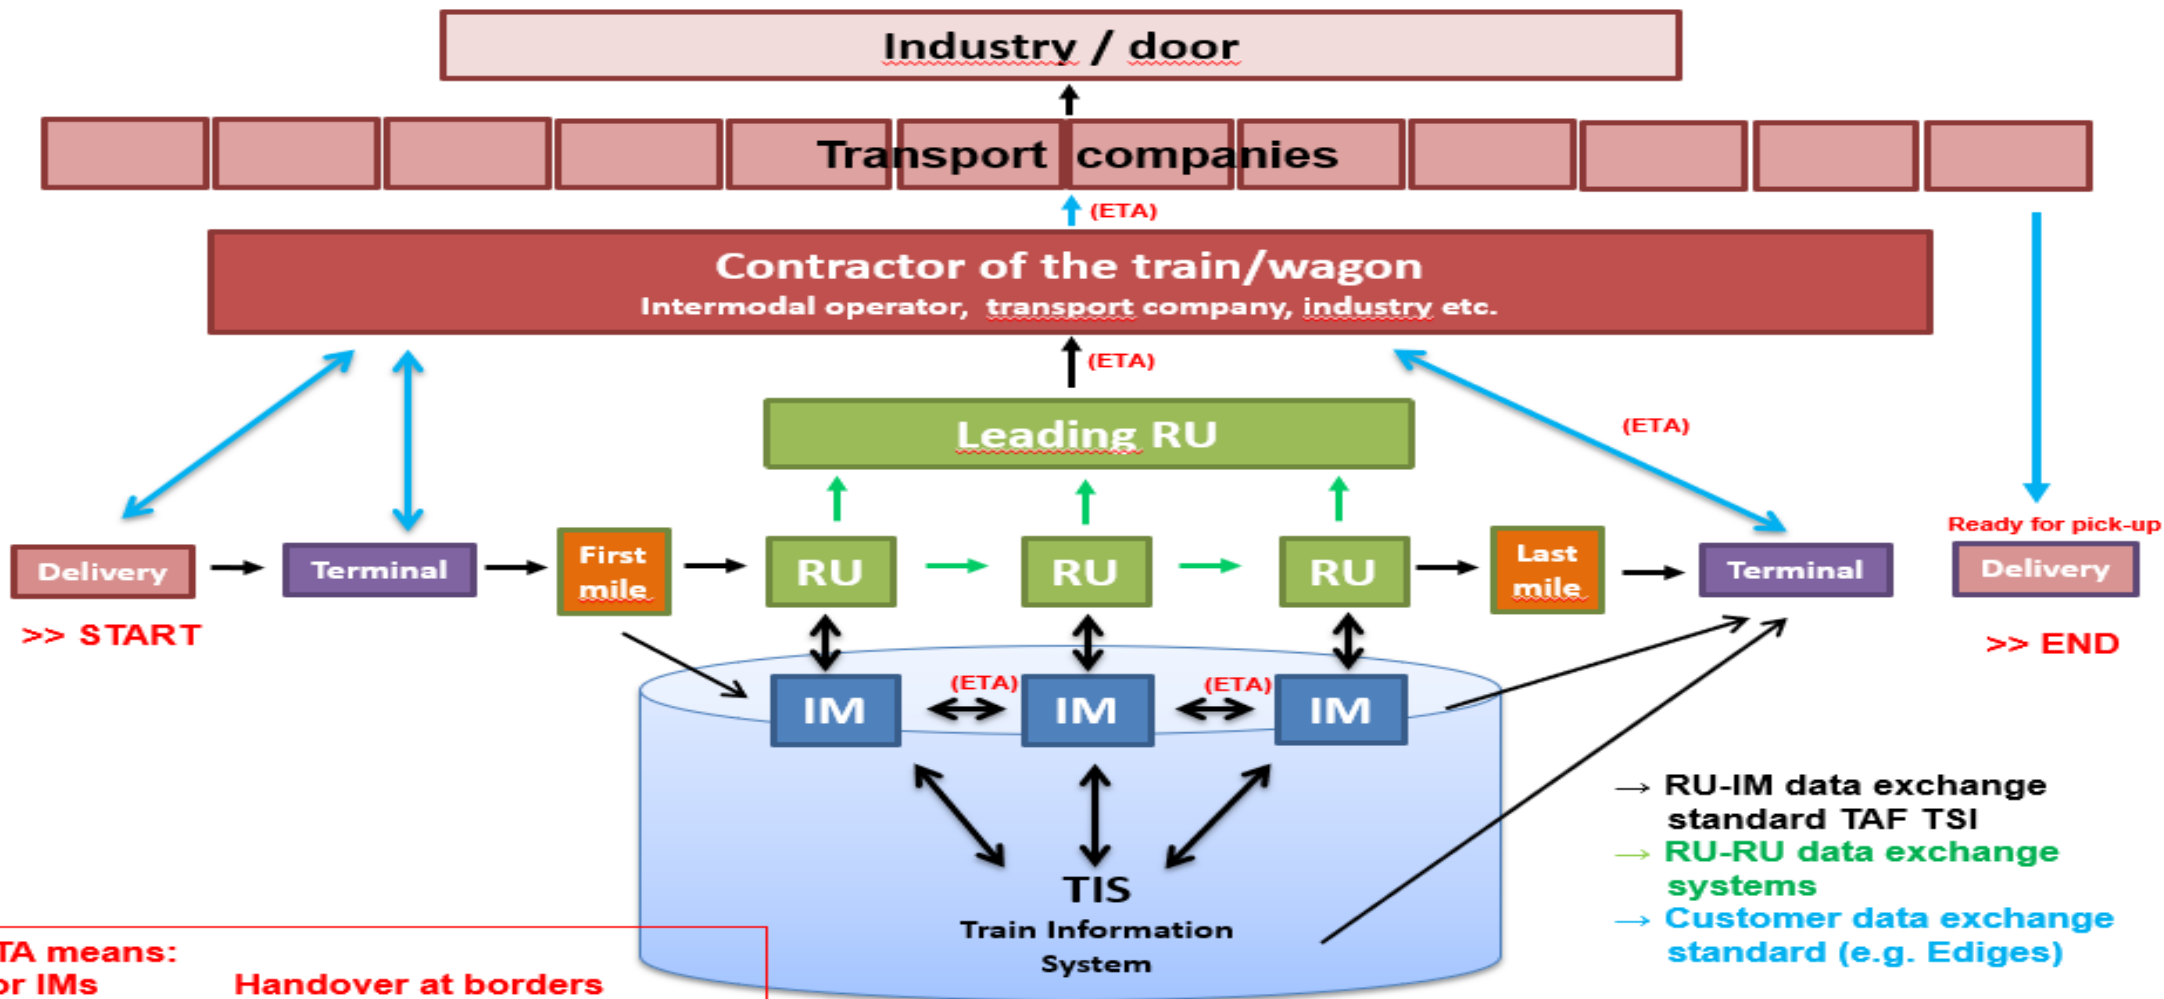 Industry / door
Transport companies
(ETA)
Contractor of the train/wagon
Intermodal operator, transport company, industry etc.
(ETA)
Leading RU
(ETA)
Ready for pick-up
Delivery
Terminal
First
mile
RU
RU
RU
Last
mile
Terminal
Delivery
>> START
>> END
(ETA)
(ETA)
IM
IM
IM
TIS
Train Information
System
→ RU-IM data exchange
standard TAF TSI
→ RU-RU data exchange
systems
→ Customer data exchange
standard (e.g. Ediges)
TA means:
or IMs Handover at borders